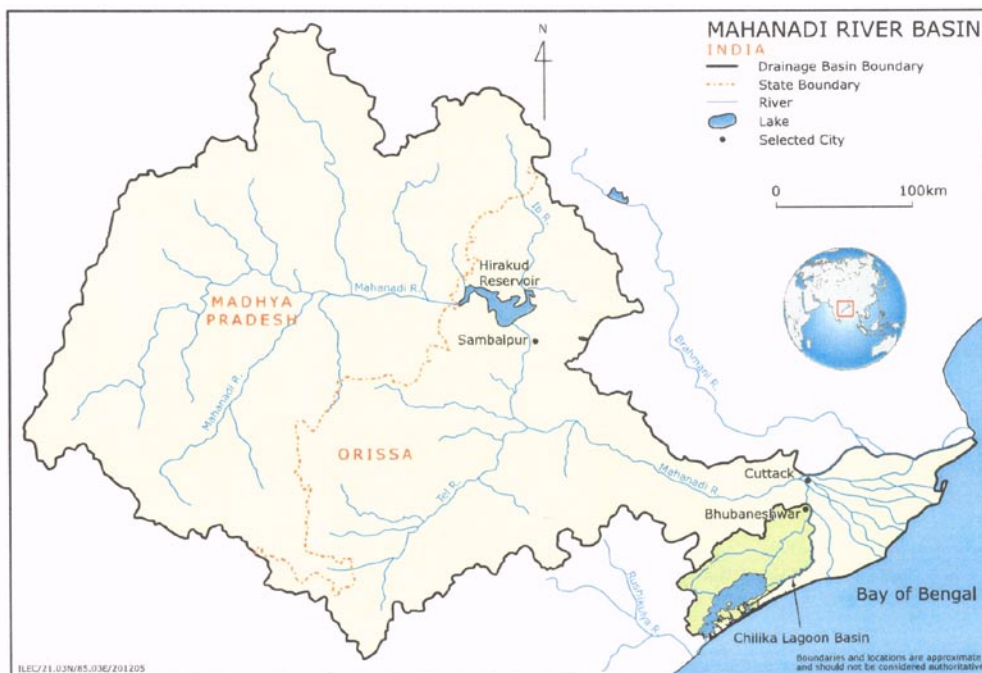 MAHANADI RIVER BASIN
INDIA
Drainage Basin Boundary
State Boundary
River
Lake
Selected City
N
0 100km
Ib R.
Hirakud
Reservoir
Mahanadi R.
MADHYA
PRADESH
Sambalpur
Brahmani R.
Mahanadi R.
ORISSA
Tel R.
Mahanadi R.
Cuttack
Bhubaneshwar
Rushikulya R.
Bay of Bengal
Chilika Lagoon Basin
ILEC/21.03N/85.03E/201205
Boundaries and locations are approximate
and should not be considered authoritative